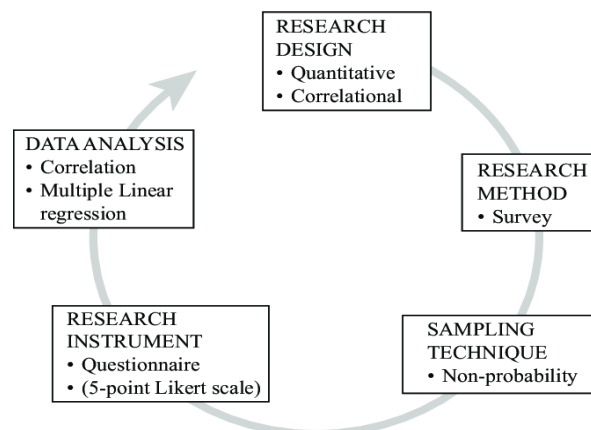 RESEARCH
DESIGN
• Quantitative
• Correlational
RESEARCH
METHOD
• Survey
SAMPLING
TECHNIQUE
• Non-probability
RESEARCH
INSTRUMENT
• Questionnaire
• (5-point Likert scale)
DATA ANALYSIS
• Correlation
• Multiple Linear
regression